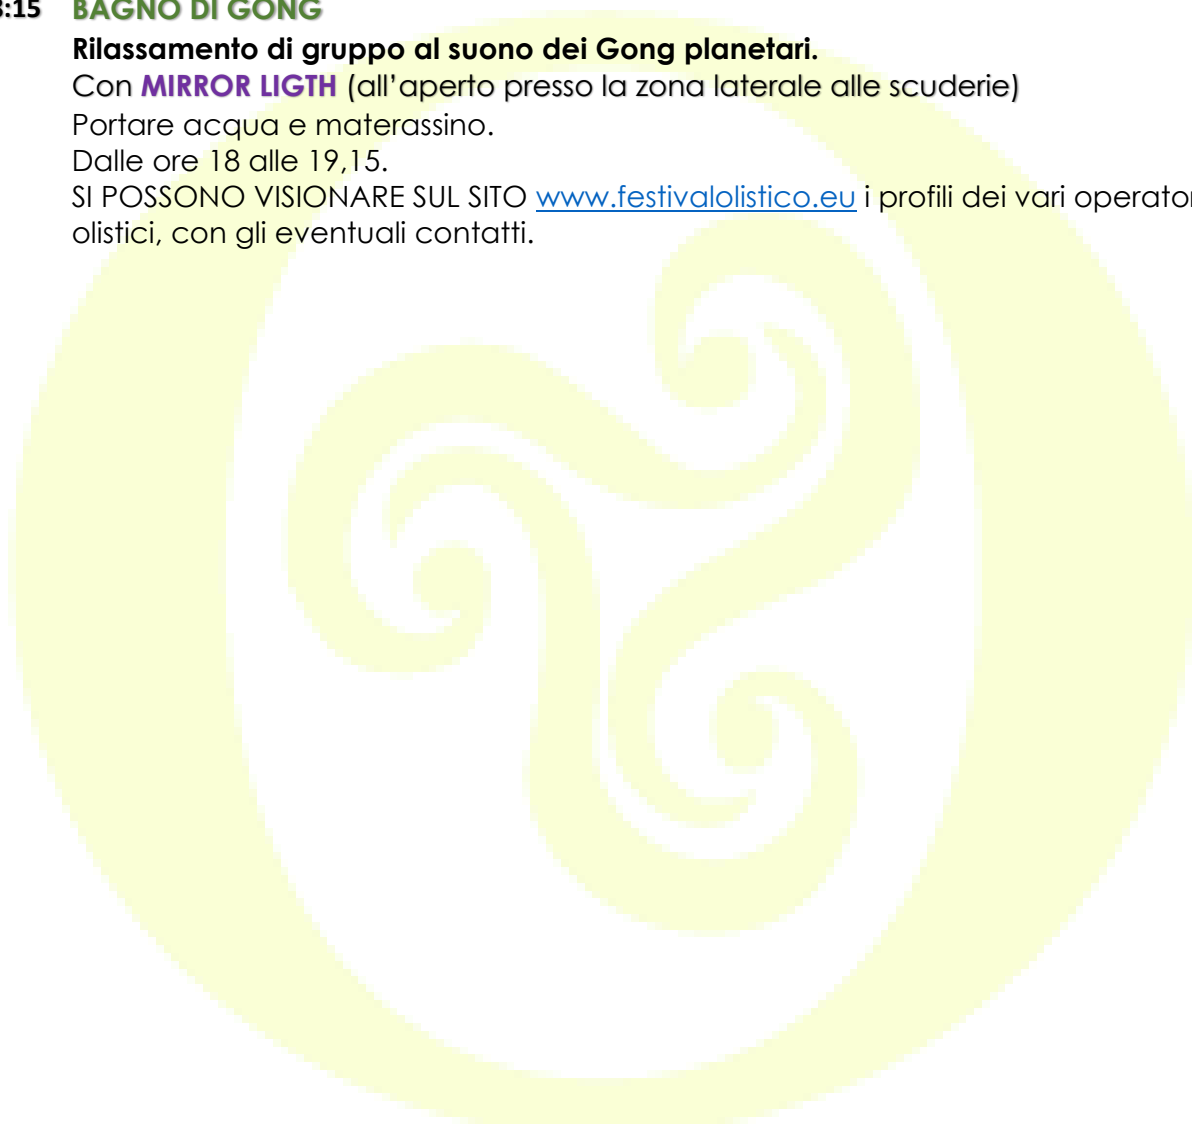 :15 BAGNO DI GONG
Rilassamento di gruppo al suono dei Gong planetari.
Con MIRROR LIGTH (all’aperto presso la zona laterale alle scuderie)
Portare acqua e materassino.
Dalle ore 18 alle 19,15.
SI POSSONO VISIONARE SUL SITO www.festivalolistico.eu i profili dei vari operator
olistici, con gli eventuali contatti.